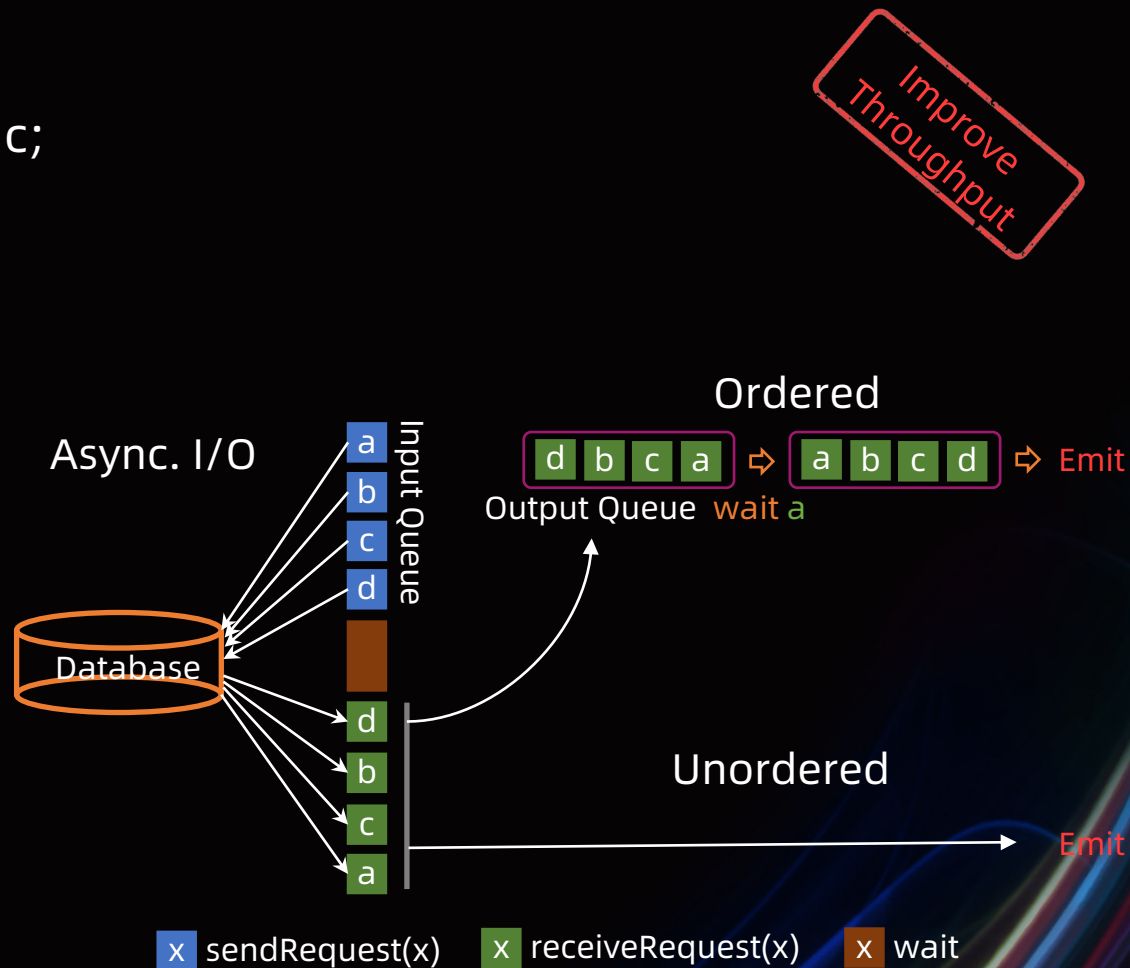 c;
Improve
Throughput
Async. I/O
a
b
c
d
Input Queue
Ordered
d b c a
a b c d
Emit
Output Queue wait a
Database
d
b
c
a
Unordered
Emit
x sendRequest(x)
x receiveRequest(x)
x wait